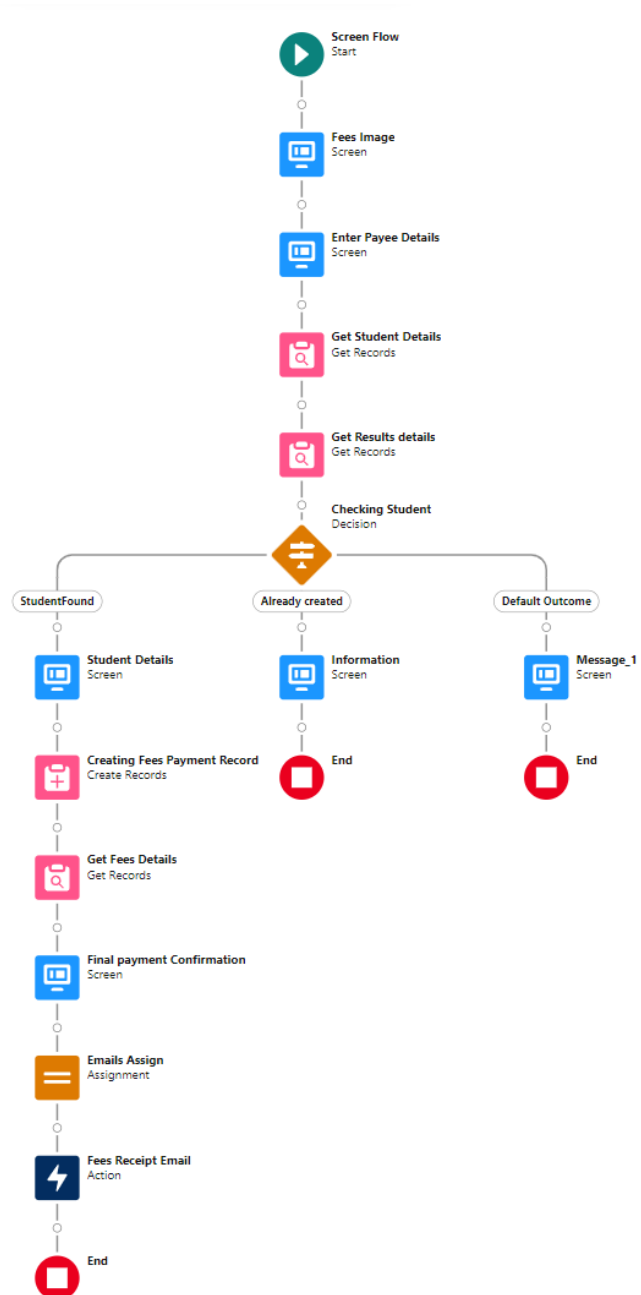 Screen Flow
Start
Fees Image
Screen
Enter Payee Details
Screen
Get Student Details
Get Records
Get Results details
Get Records
Checking Student
Decision
StudentFound
Already created
Default Outcome
Student Details
Screen
Information
Screen
Message_1
Screen
Creating Fees Payment Record
Create Records
End
End
Get Fees Details
Get Records
Final payment Confirmation
Screen
Emails Assign
Assignment
Fees Receipt Email
Action
End